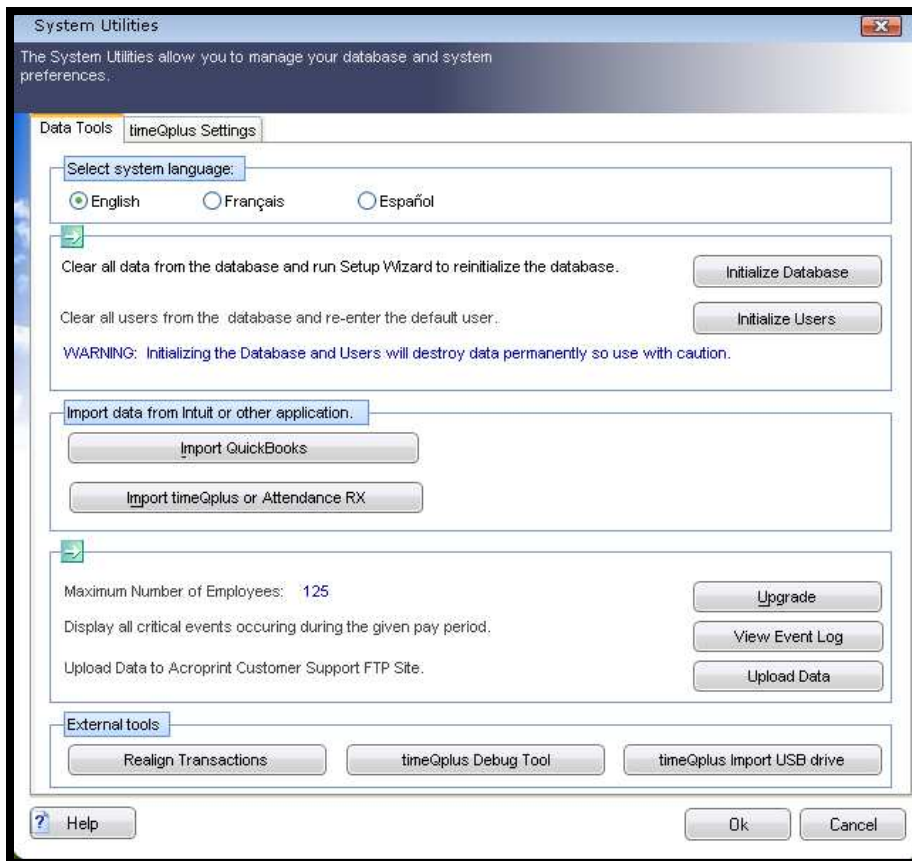 System Utilities
The System Utilities allow you to manage your database and system
preferences.
Data Tools
timeQplus Settings
Select system language:
English
Français
Español
Clear all data from the database and run Setup Wizard to reinitialize the database.
Initialize Database
Clear all users from the database and re-enter the default user.
Initialize Users
WARNING: Initializing the Database and Users will destroy data permanently so use with caution.
Import data from Intuit or other application.
Import QuickBooks
Import timeQplus or Attendance RX
Maximum Number of Employees: 125
Upgrade
Display all critical events occuring during the given pay period.
View Event Log
Upload Data to Acroprint Customer Support FTP Site.
Upload Data
External tools
Realign Transactions
timeQplus Debug Tool
timeQplus Import USB drive
? Help
Ok
Cancel